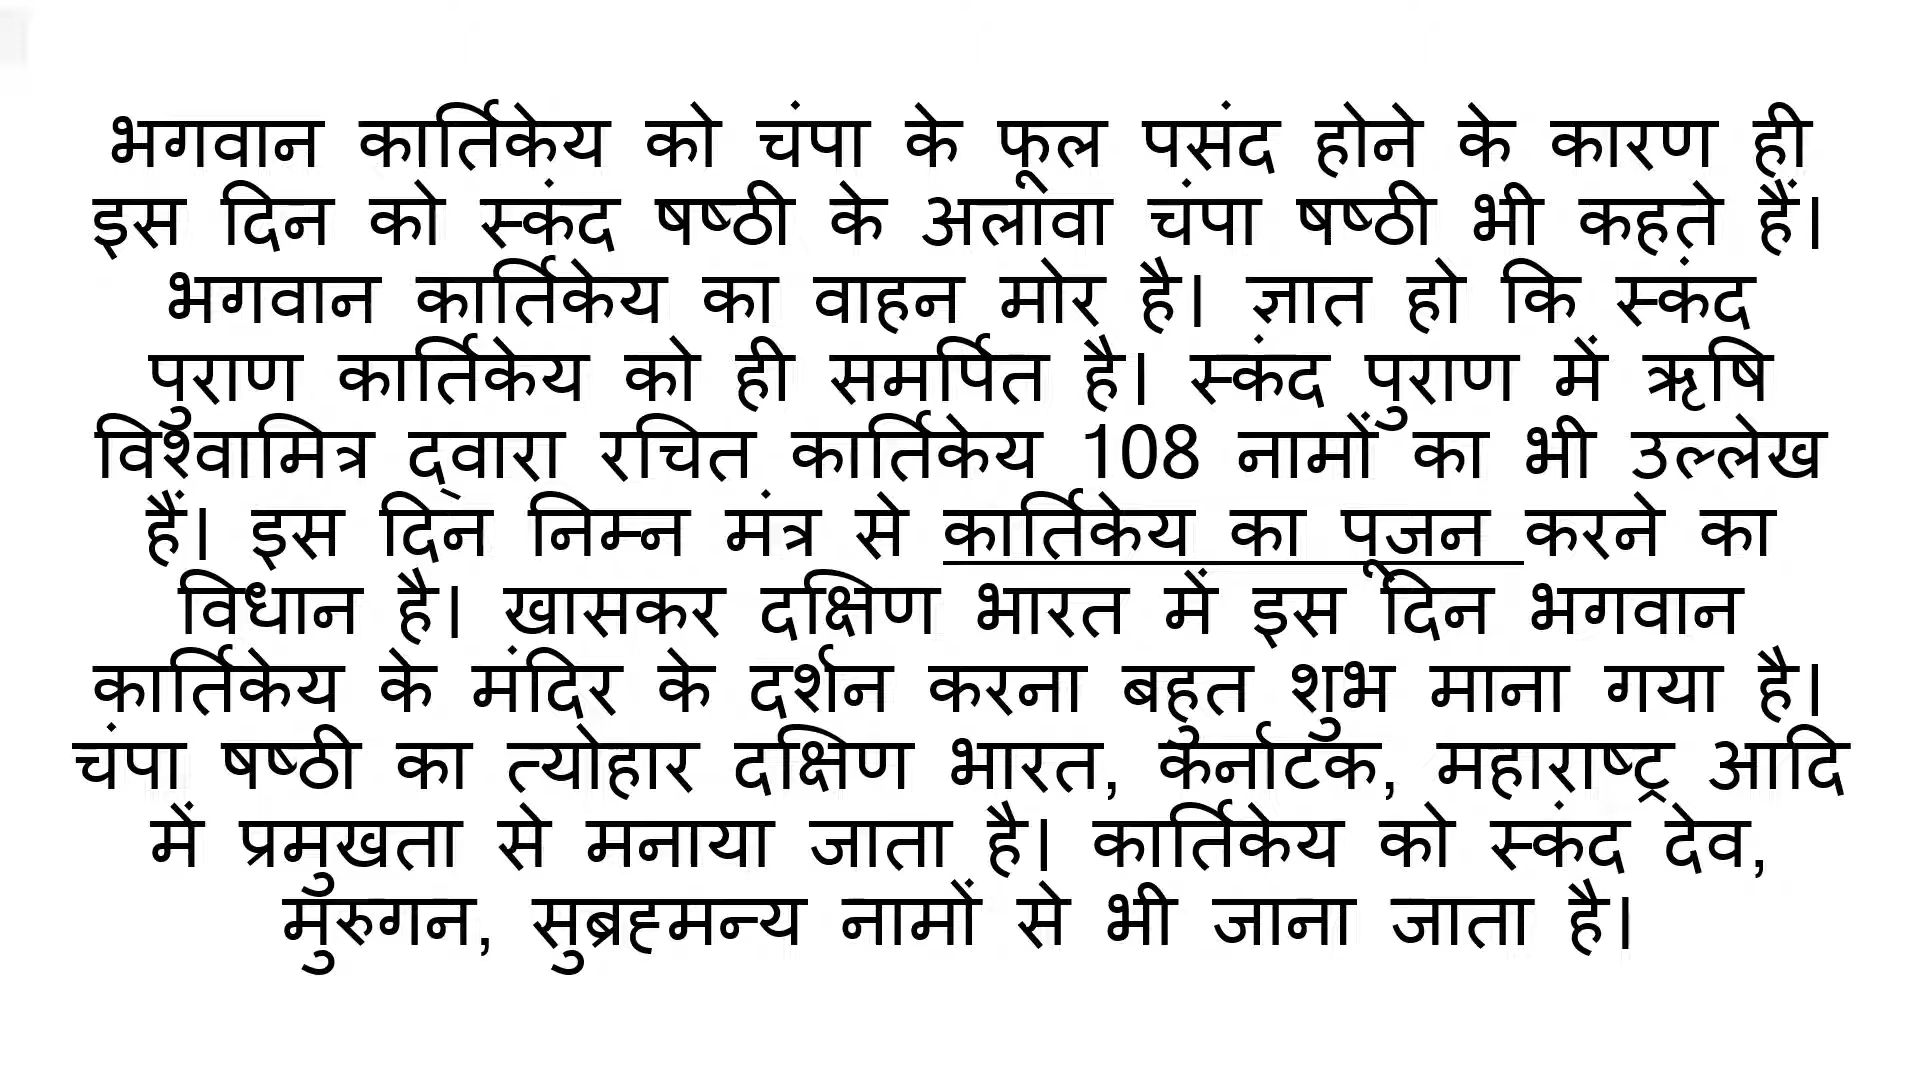 भगवान कार्तिकेय को चंपा के फूल पसंद होने के कारण ही
इस दिन को स्कंद षष्‍ठी के अलावा चंपा षष्‍ठी भी कहते हैं।
भगवान कार्तिकेय का वाहन मोर है। ज्ञात हो कि स्कंद
पुराण कार्तिकेय को ही समर्पित है। स्कंद पुराण में ऋषि
विश्वामित्र द्वारा रचित कार्तिकेय 108 नामों का भी उल्लेख
हैं। इस दिन निम्न मंत्र से कार्तिकेय का पूजन करने का
विधान है। खासकर दक्षिण भारत में इस दिन भगवान
कार्तिकेय के मंदिर के दर्शन करना बहुत शुभ माना गया है।
चंपा षष्‍ठी का त्योहार दक्षिण भारत, कर्नाटक, महाराष्ट्र आदि
में प्रमुखता से मनाया जाता है। कार्तिकेय को स्कंद देव,
मुरुगन, सुब्रह्मन्य नामों से भी जाना जाता है।